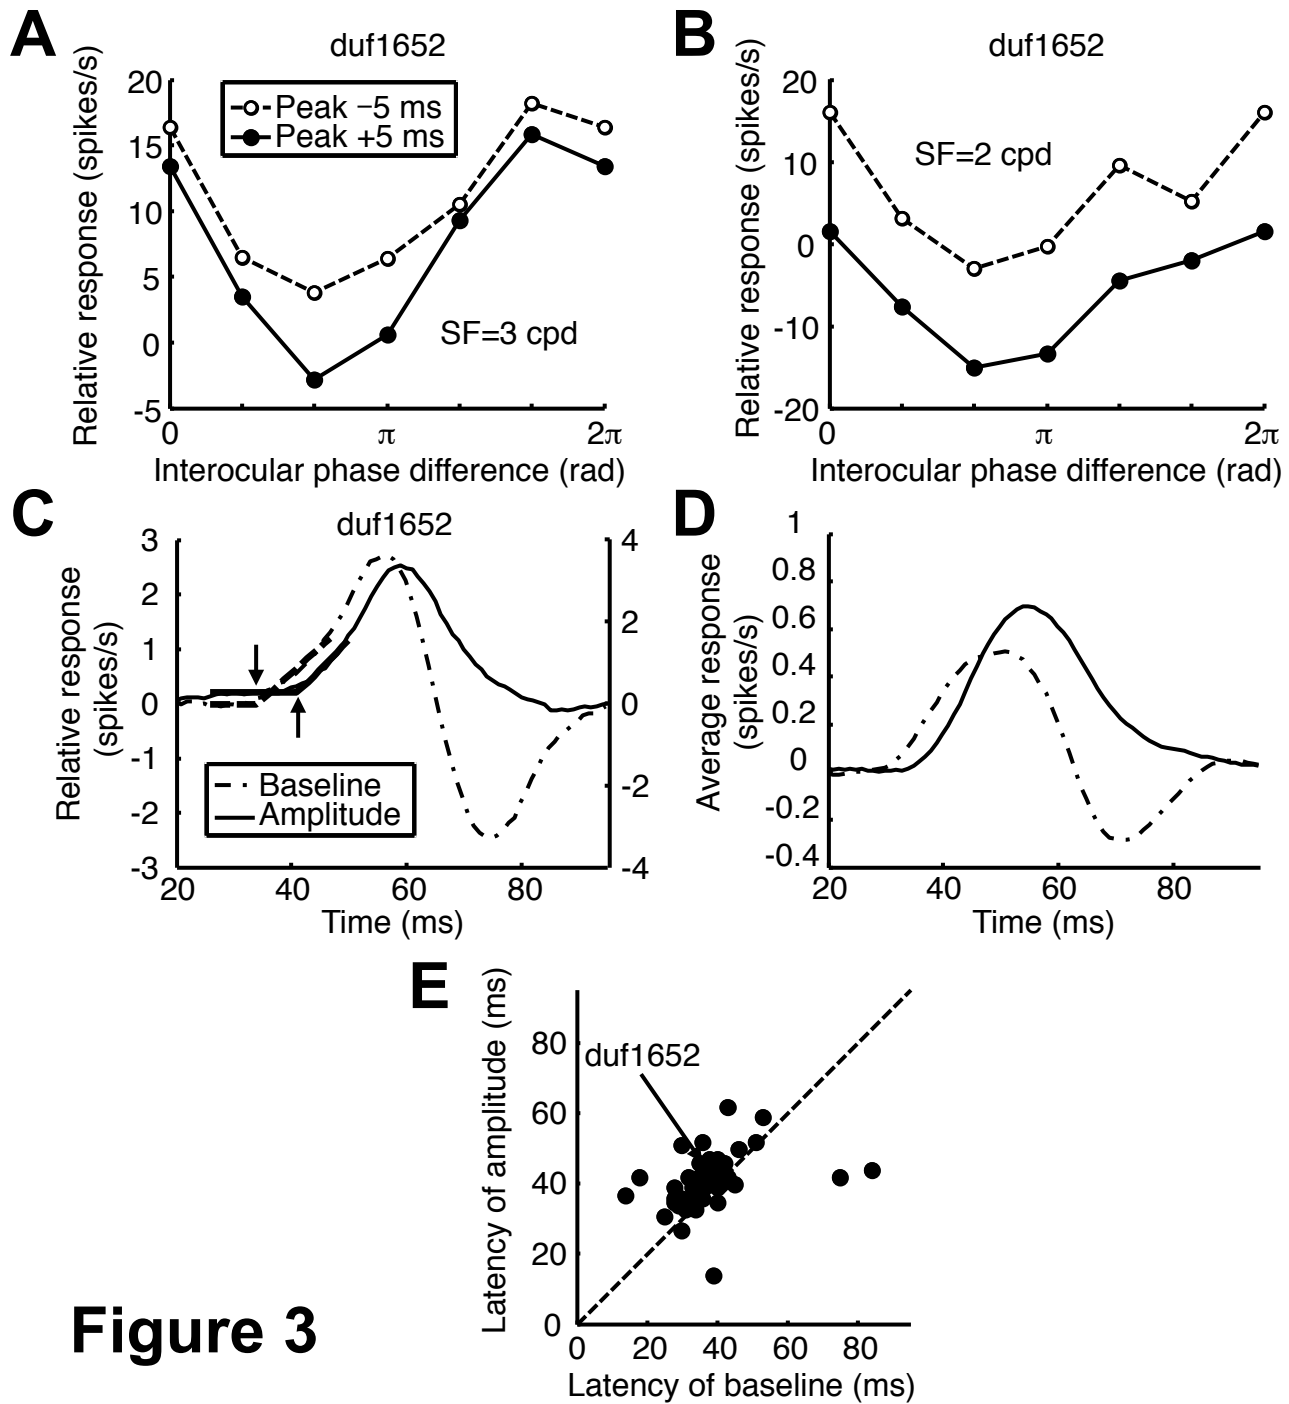 A
duf1652
Relative response (spikes/s)
20
15
10
5
0
-5
Peak −5 ms
Peak +5 ms
SF=3 cpd
0
π
2π
Interocular phase difference (rad)
B
duf1652
Relative response (spikes/s)
20
10
0
-10
-20
SF=2 cpd
0
π
2π
Interocular phase difference (rad)
C
duf1652
Relative response
(spikes/s)
3
2
1
0
-1
-2
-3
4
2
0
-2
-4
Baseline
Amplitude
20
40
60
80
Time (ms)
D
Average response
(spikes/s)
1
0.8
0.6
0.4
0.2
0
-0.2
-0.4
20
40
60
80
Time (ms)
E
Latency of amplitude (ms)
80
60
40
20
0
duf1652
0
20
40
60
80
Latency of baseline (ms)
Figure 3